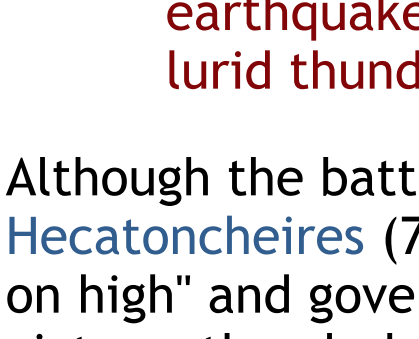 earthquake
lurid thund
Although the batt
Hecatoncheires (7
on high" and gove